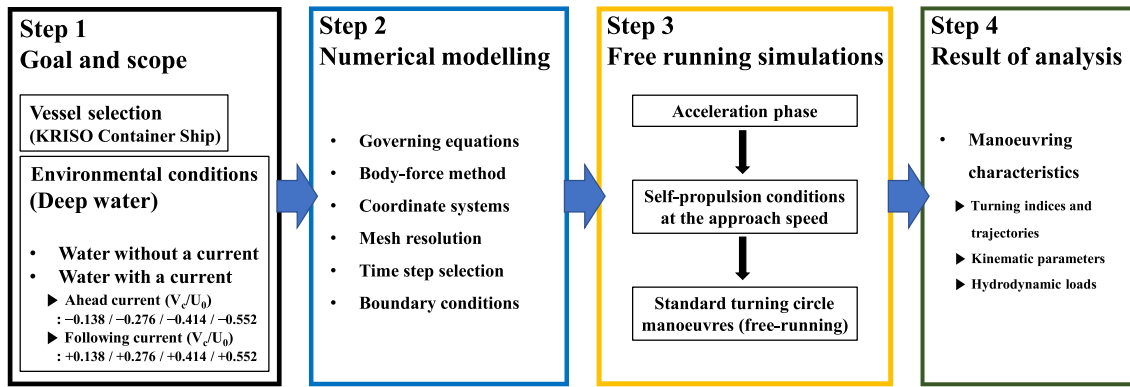 Step 1
Goal and scope
Vessel selection
(KRISO Container Ship)
Environmental conditions
(Deep water)
• Water without a current
• Water with a current
▶ Ahead current (Vc/U0)
: −0.138 / −0.276 / −0.414 / −0.552
▶ Following current (Vc/U0)
: +0.138 / +0.276 / +0.414 / +0.552
Step 2
Numerical modelling
• Governing equations
• Body-force method
• Coordinate systems
• Mesh resolution
• Time step selection
• Boundary conditions
Step 3
Free running simulations
Acceleration phase
Self-propulsion conditions
at the approach speed
Standard turning circle
manoeuvres (free-running)
Step 4
Result of analysis
• Manoeuvring
characteristics
▶ Turning indices and
trajectories
▶ Kinematic parameters
▶ Hydrodynamic loads